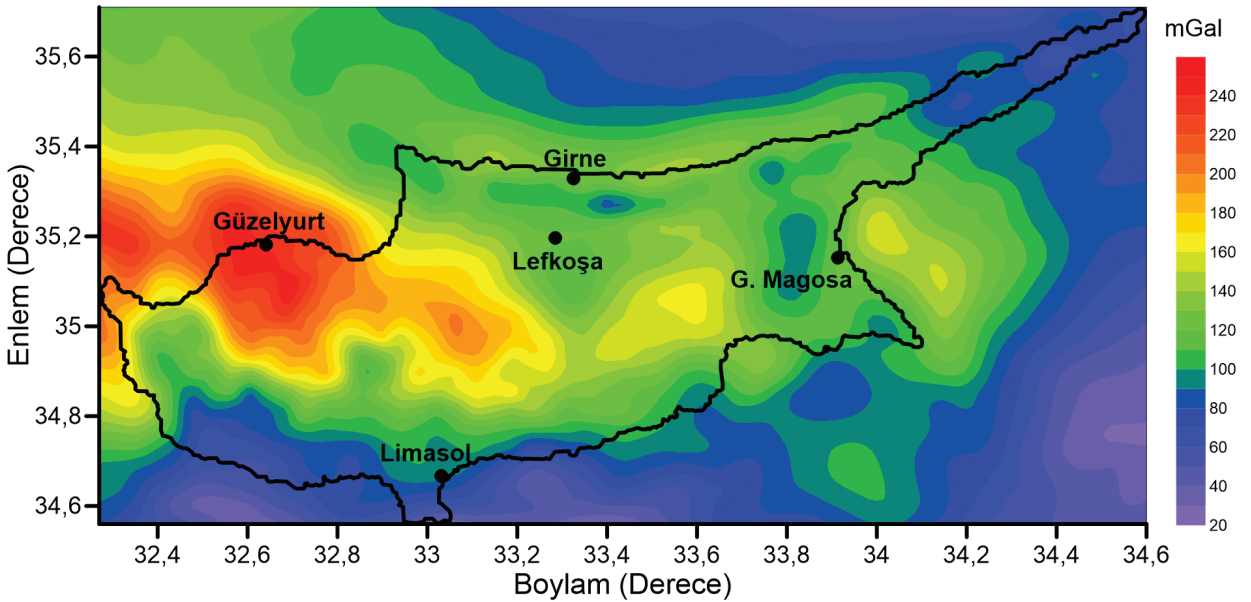 mGal
35,6
35,4
35,2
35
34,8
34,6
Enlem (Derece)
Girne
Güzelyurt
Lefkoşa
G. Magosa
Limasol
240
220
200
180
160
140
120
100
80
60
40
20
32,4 32,6 32,8 33 33,2 33,4 33,6 33,8 34 34,2 34,4 34,6
Boylam (Derece)